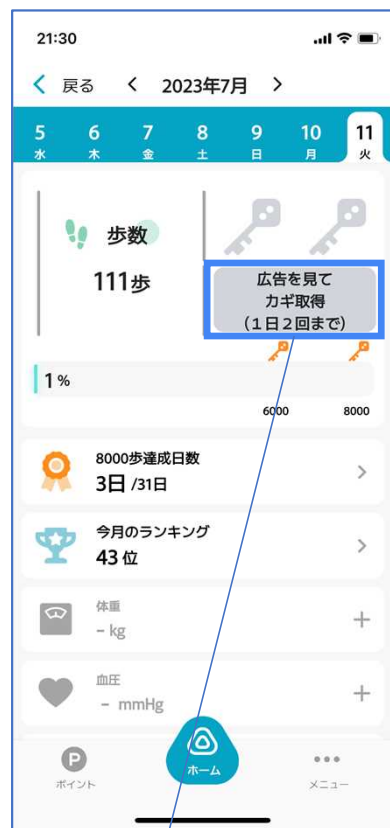 21:30
戻る 2023年7月
5 6 7 8 9 10 11
水 木 金 土 日 月 火
歩数
111歩
広告を見て
カギ取得
(1日2回まで)
1 %
6000 8000
8000歩達成日数
3日 /31日
今月のランキング
43 位
体重
– kg
血圧
– mmHg
P
ポイント
ホーム
メニュー